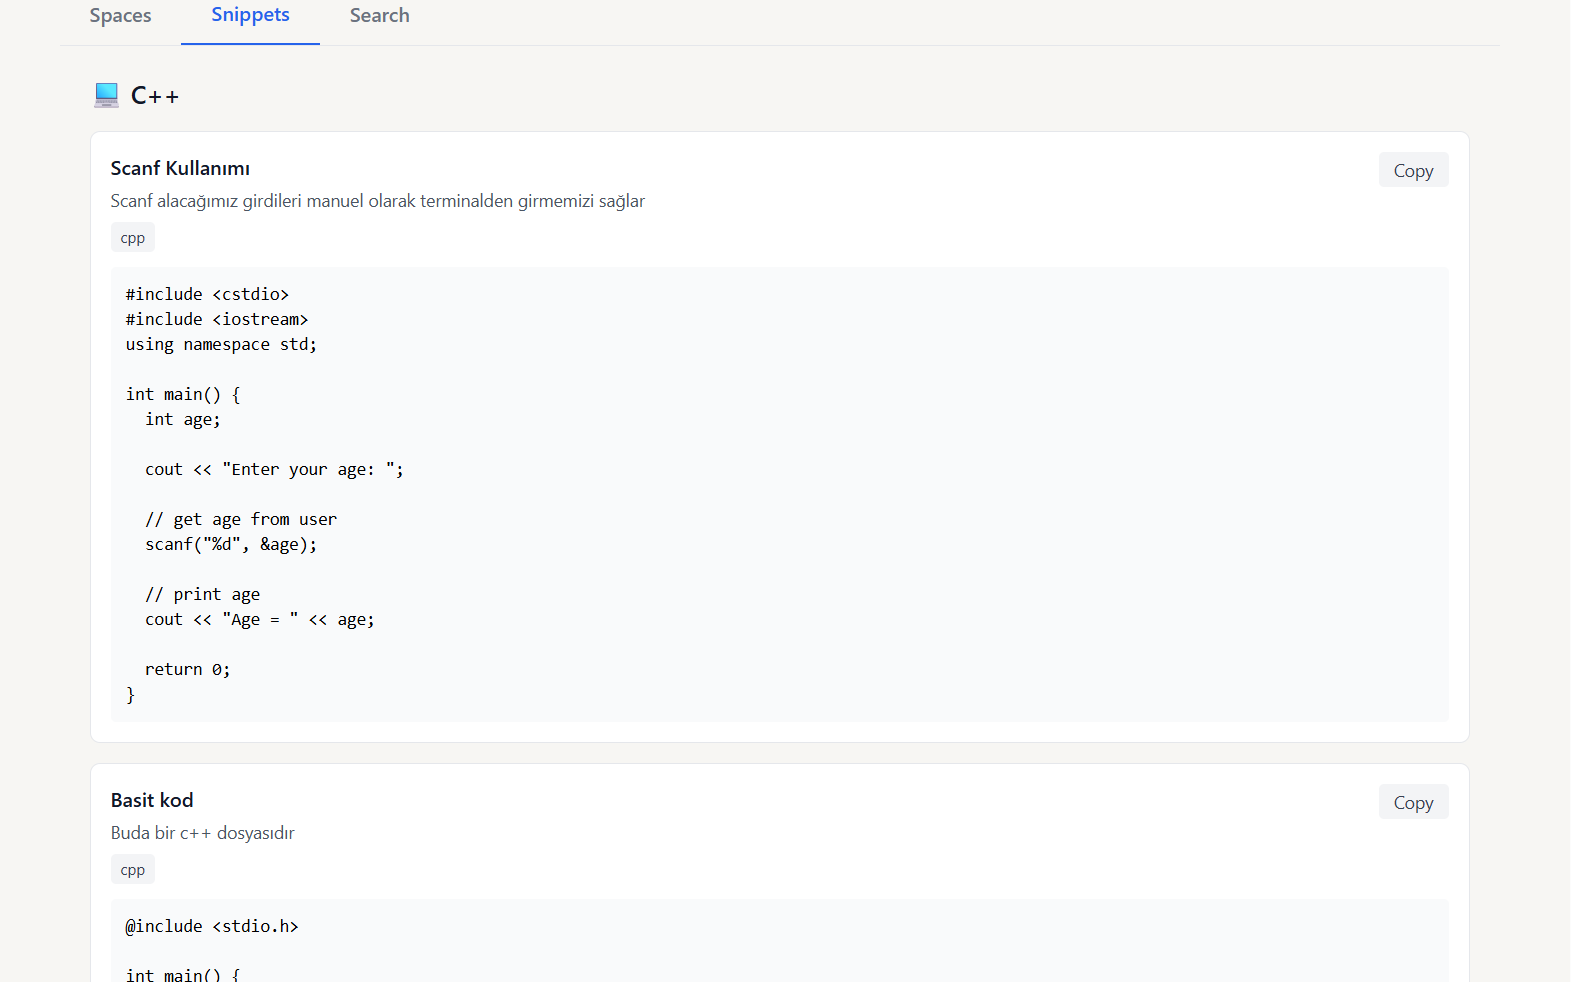 Spaces Snippets Search
C++
Scanf Kullanımı
Copy
Scanf alacağımız girdileri manuel olarak terminalden girmemizi sağlar
cpp
#include <cstdio>
#include <iostream>
using namespace std;
int main() {
  int age;
  cout << "Enter your age: ";
  // get age from user
  scanf("%d", &age);
  // print age
  cout << "Age = " << age;
  return 0;
}
Basit kod
Copy
Buda bir c++ dosyasıdır
cpp
@include <stdio.h>
int main() {